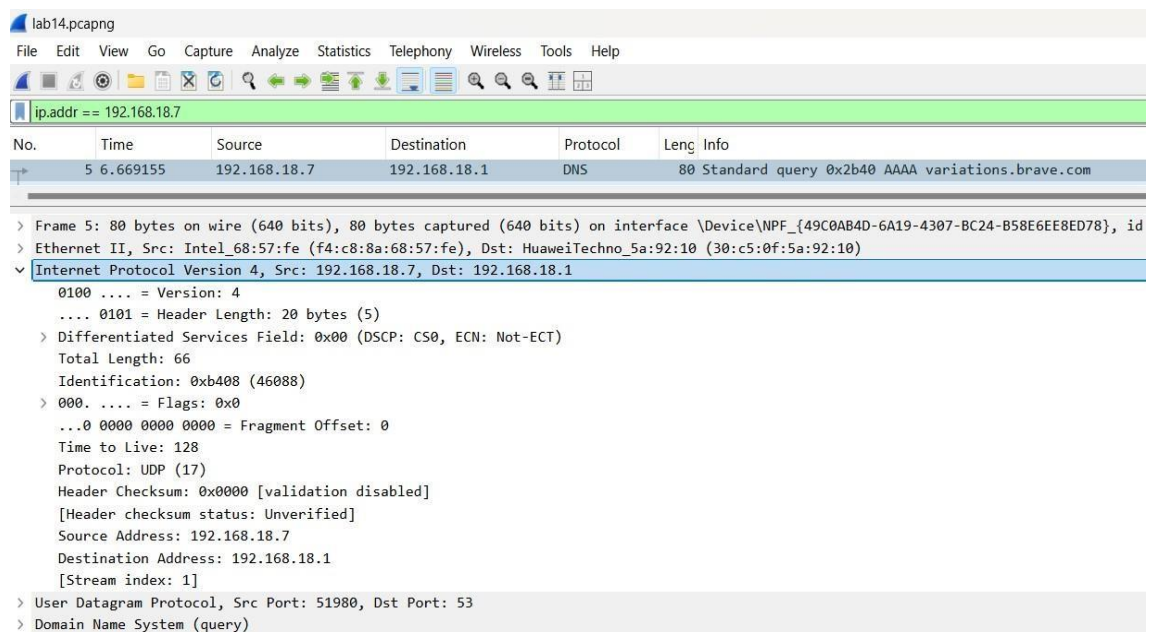 lab14.pcapng
File Edit View Go Capture Analyze Statistics Telephony Wireless Tools Help
ip.addr == 192.168.18.7
No. Time Source Destination Protocol Leng Info
5 6.669155 192.168.18.7 192.168.18.1 DNS 80 Standard query 0x2b40 AAAA variations.brave.com
> Frame 5: 80 bytes on wire (640 bits), 80 bytes captured (640 bits) on interface \Device\NPF_{49C0AB4D-6A19-4307-BC24-B58E6EE8ED78}, id
> Ethernet II, Src: Intel_68:57:fe (f4:c8:8a:68:57:fe), Dst: HuaweiTechno_5a:92:10 (30:c5:0f:5a:92:10)
Internet Protocol Version 4, Src: 192.168.18.7, Dst: 192.168.18.1
0100 .... = Version: 4
.... 0101 = Header Length: 20 bytes (5)
> Differentiated Services Field: 0x00 (DSCP: CS0, ECN: Not-ECT)
Total Length: 66
Identification: 0xb408 (46088)
> 000. .... = Flags: 0x0
...0 0000 0000 0000 = Fragment Offset: 0
Time to Live: 128
Protocol: UDP (17)
Header Checksum: 0x0000 [validation disabled]
[Header checksum status: Unverified]
Source Address: 192.168.18.7
Destination Address: 192.168.18.1
[Stream index: 1]
> User Datagram Protocol, Src Port: 51980, Dst Port: 53
> Domain Name System (query)